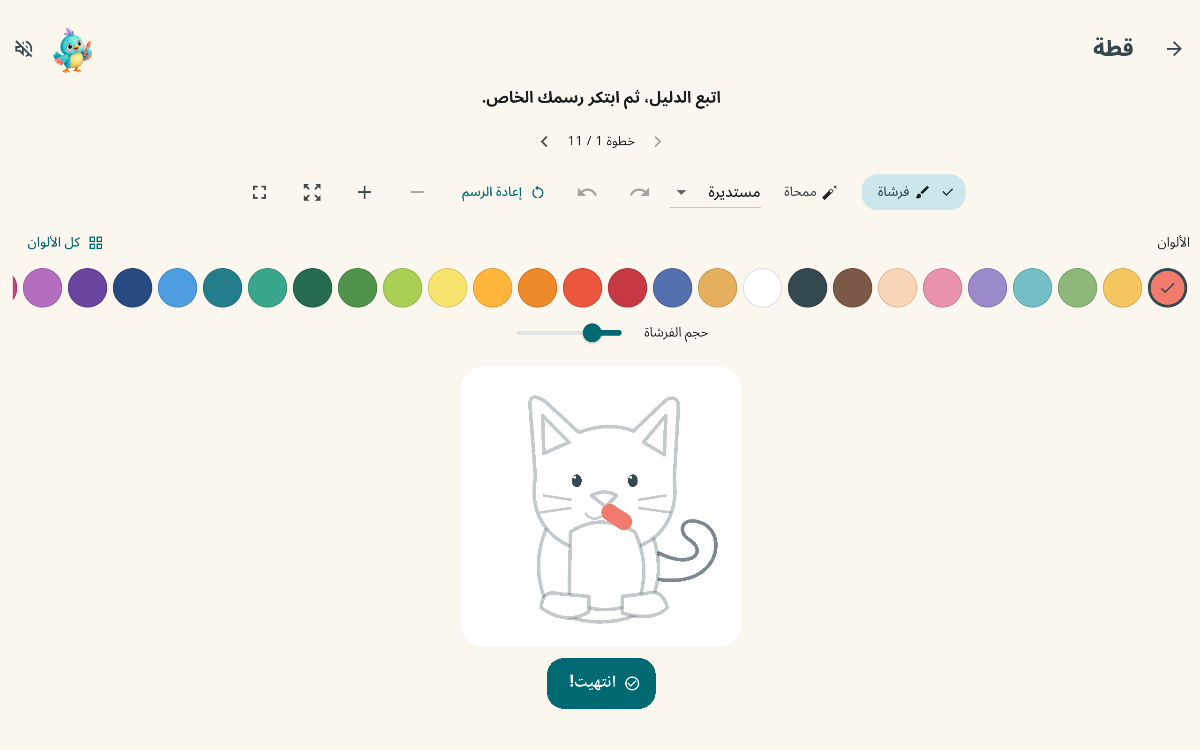 قطة
اتبع الدليل، ثم ابتكر رسمك الخاص.
خطوة 1 / 11
فرشاة
ممحاة
مستديرة
إعادة الرسم
الألوان
كل الألوان
حجم الفرشاة
انتهيت!